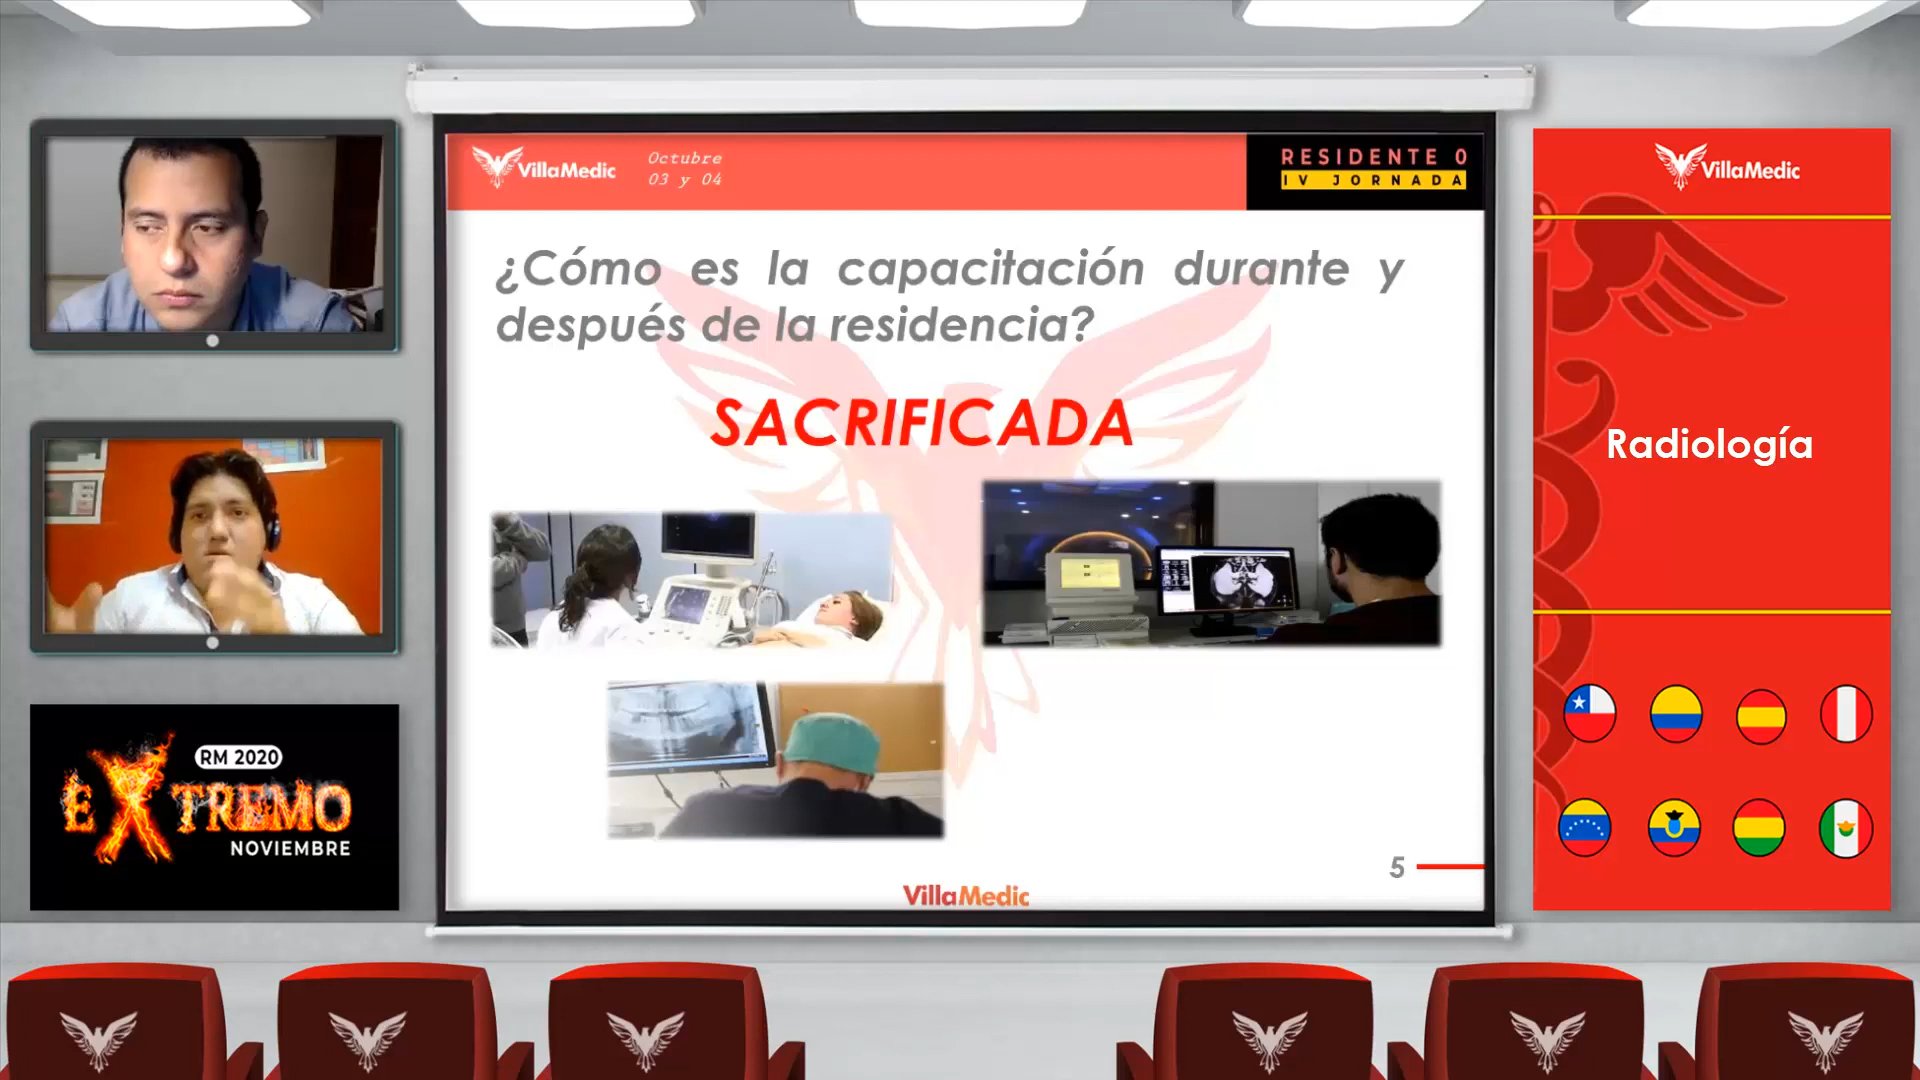 VillaMedic
Octubre
03 y 04
RESIDENTE 0
IV JORNADA
¿Cómo es la capacitación durante y
después de la residencia?
SACRIFICADA
5
VillaMedic
RM 2020
EXTREMO
NOVIEMBRE
VillaMedic
Radiología